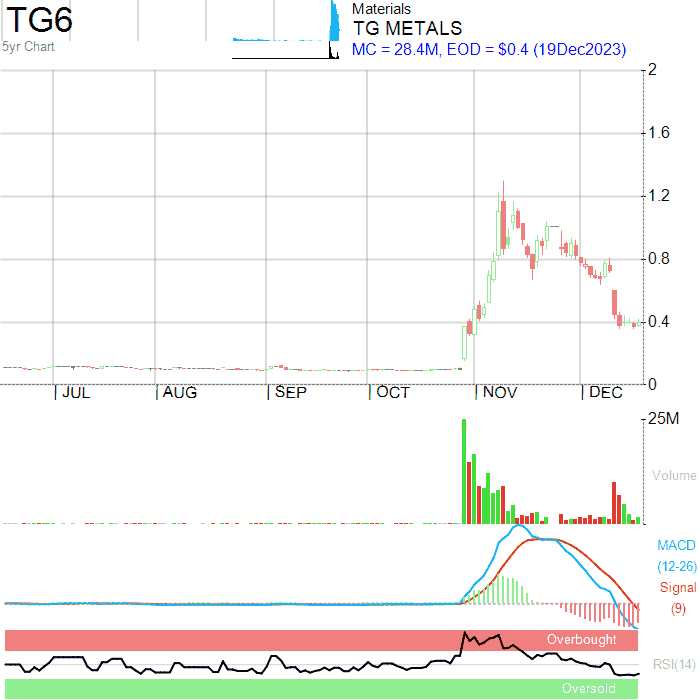 TG6
5yr Chart
Materials
TG METALS
MC = 28.4M, EOD = $0.4 (19Dec2023)
2
1.6
1.2
0.8
0.4
0
JUL AUG SEP OCT NOV DEC
25M
Volume
MACD
(12-26)
Signal
(9)
Overbought
RSI(14)
Oversold